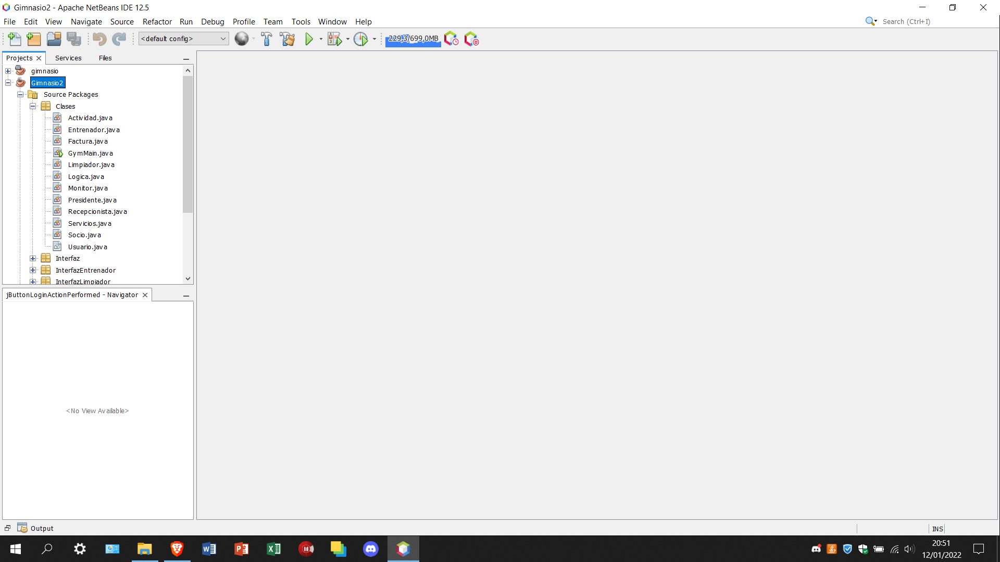 Gimnasio2 - Apache NetBeans IDE 12.5
File Edit View Navigate Source Refactor Run Debug Profile Team Tools Window Help
Search (Ctrl+I)
<default config>
229,3/699,0MB
Projects Services Files
gimnasio
Gimnasio2
Source Packages
Clases
Actividad.java
Entrenador.java
Factura.java
GymMain.java
Limpiador.java
Logica.java
Monitor.java
Presidente.java
Recepcionista.java
Servicios.java
Socio.java
Usuario.java
Interfaz
InterfazEntrenador
InterfazLimpiador
jButtonLoginActionPerformed - Navigator
<No View Available>
Output
INS
20:51
12/01/2022